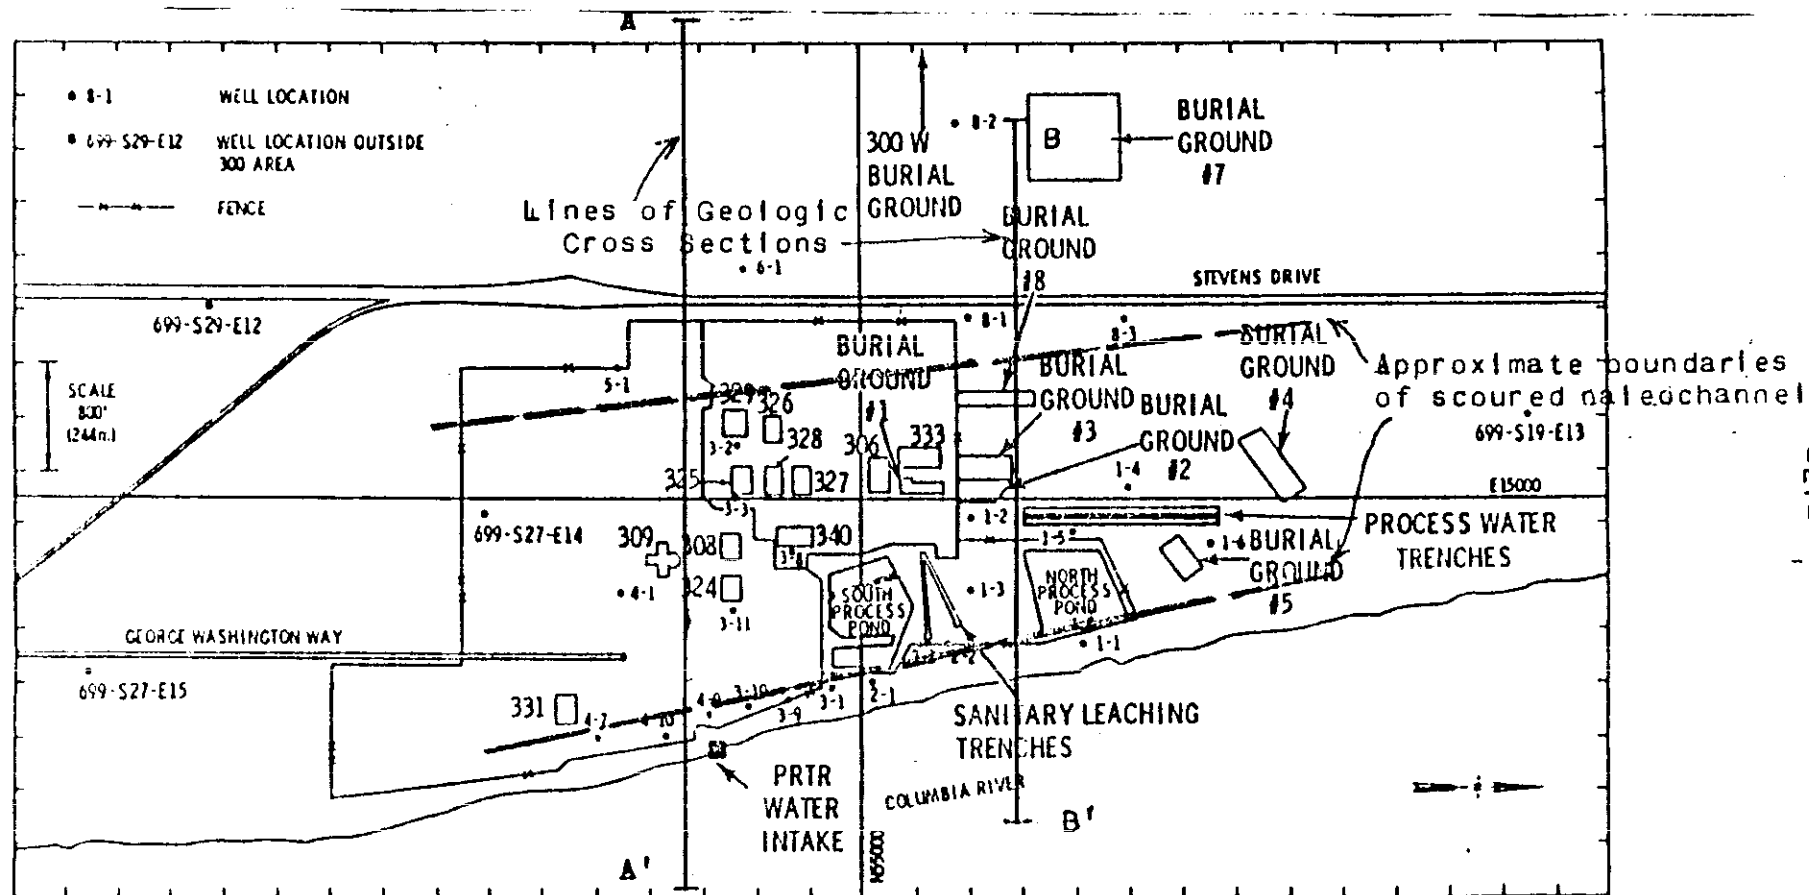 A
• 8-1 WELL LOCATION
• 699-S29-E12 WELL LOCATION OUTSIDE
300 AREA
FENCE
Lines of Geologic
Cross Sections
300 W
BURIAL
GROUND
8-2
B
BURIAL
GROUND
#7
BURIAL
GROUND
#8
6-1
STEVENS DRIVE
699-S29-E12
SCALE
800'
(244m.)
5-1
8-1
8-3
BURIAL
GROUND
#1
BURIAL
GROUND
#3
BURIAL
GROUND
#2
BURIAL
GROUND
#4
Approximate boundaries
of scoured paleochannel
699-S19-E13
329
326
328
3-2
325
327
306
333
1-4
E15000
3-3
699-S27-E14
309
308
340
324
4-1
3-11
1-2
1-5
1-6
PROCESS WATER
TRENCHES
BURIAL
GROUND
#5
SOUTH
PROCESS
POND
1-3
NORTH
PROCESS
POND
1-1
GEORGE WASHINGTON WAY
699-S27-E15
331
4-7
4-10
4-9
3-10
3-9
3-1
2-1
2-2
SANITARY LEACHING
TRENCHES
PRTR
WATER
INTAKE
COLUMBIA RIVER
B'
A'